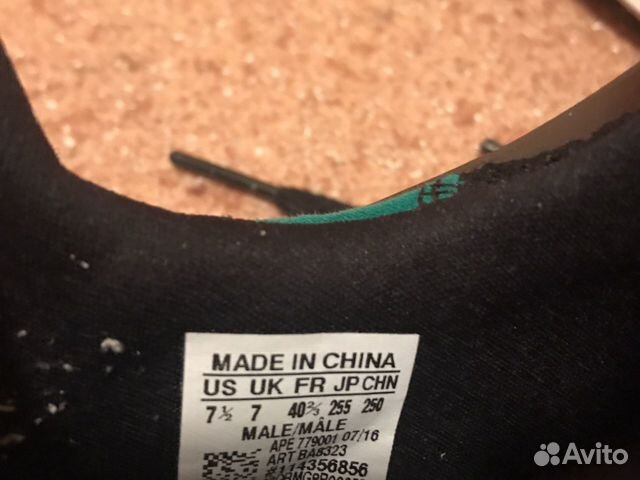 MADE IN CHINA
US UK FR JP CHN
7½ 7 40⅔ 255 250
MALE/MÂLE
APE 779001 07/16
ART BA8323
#114356856
Avito